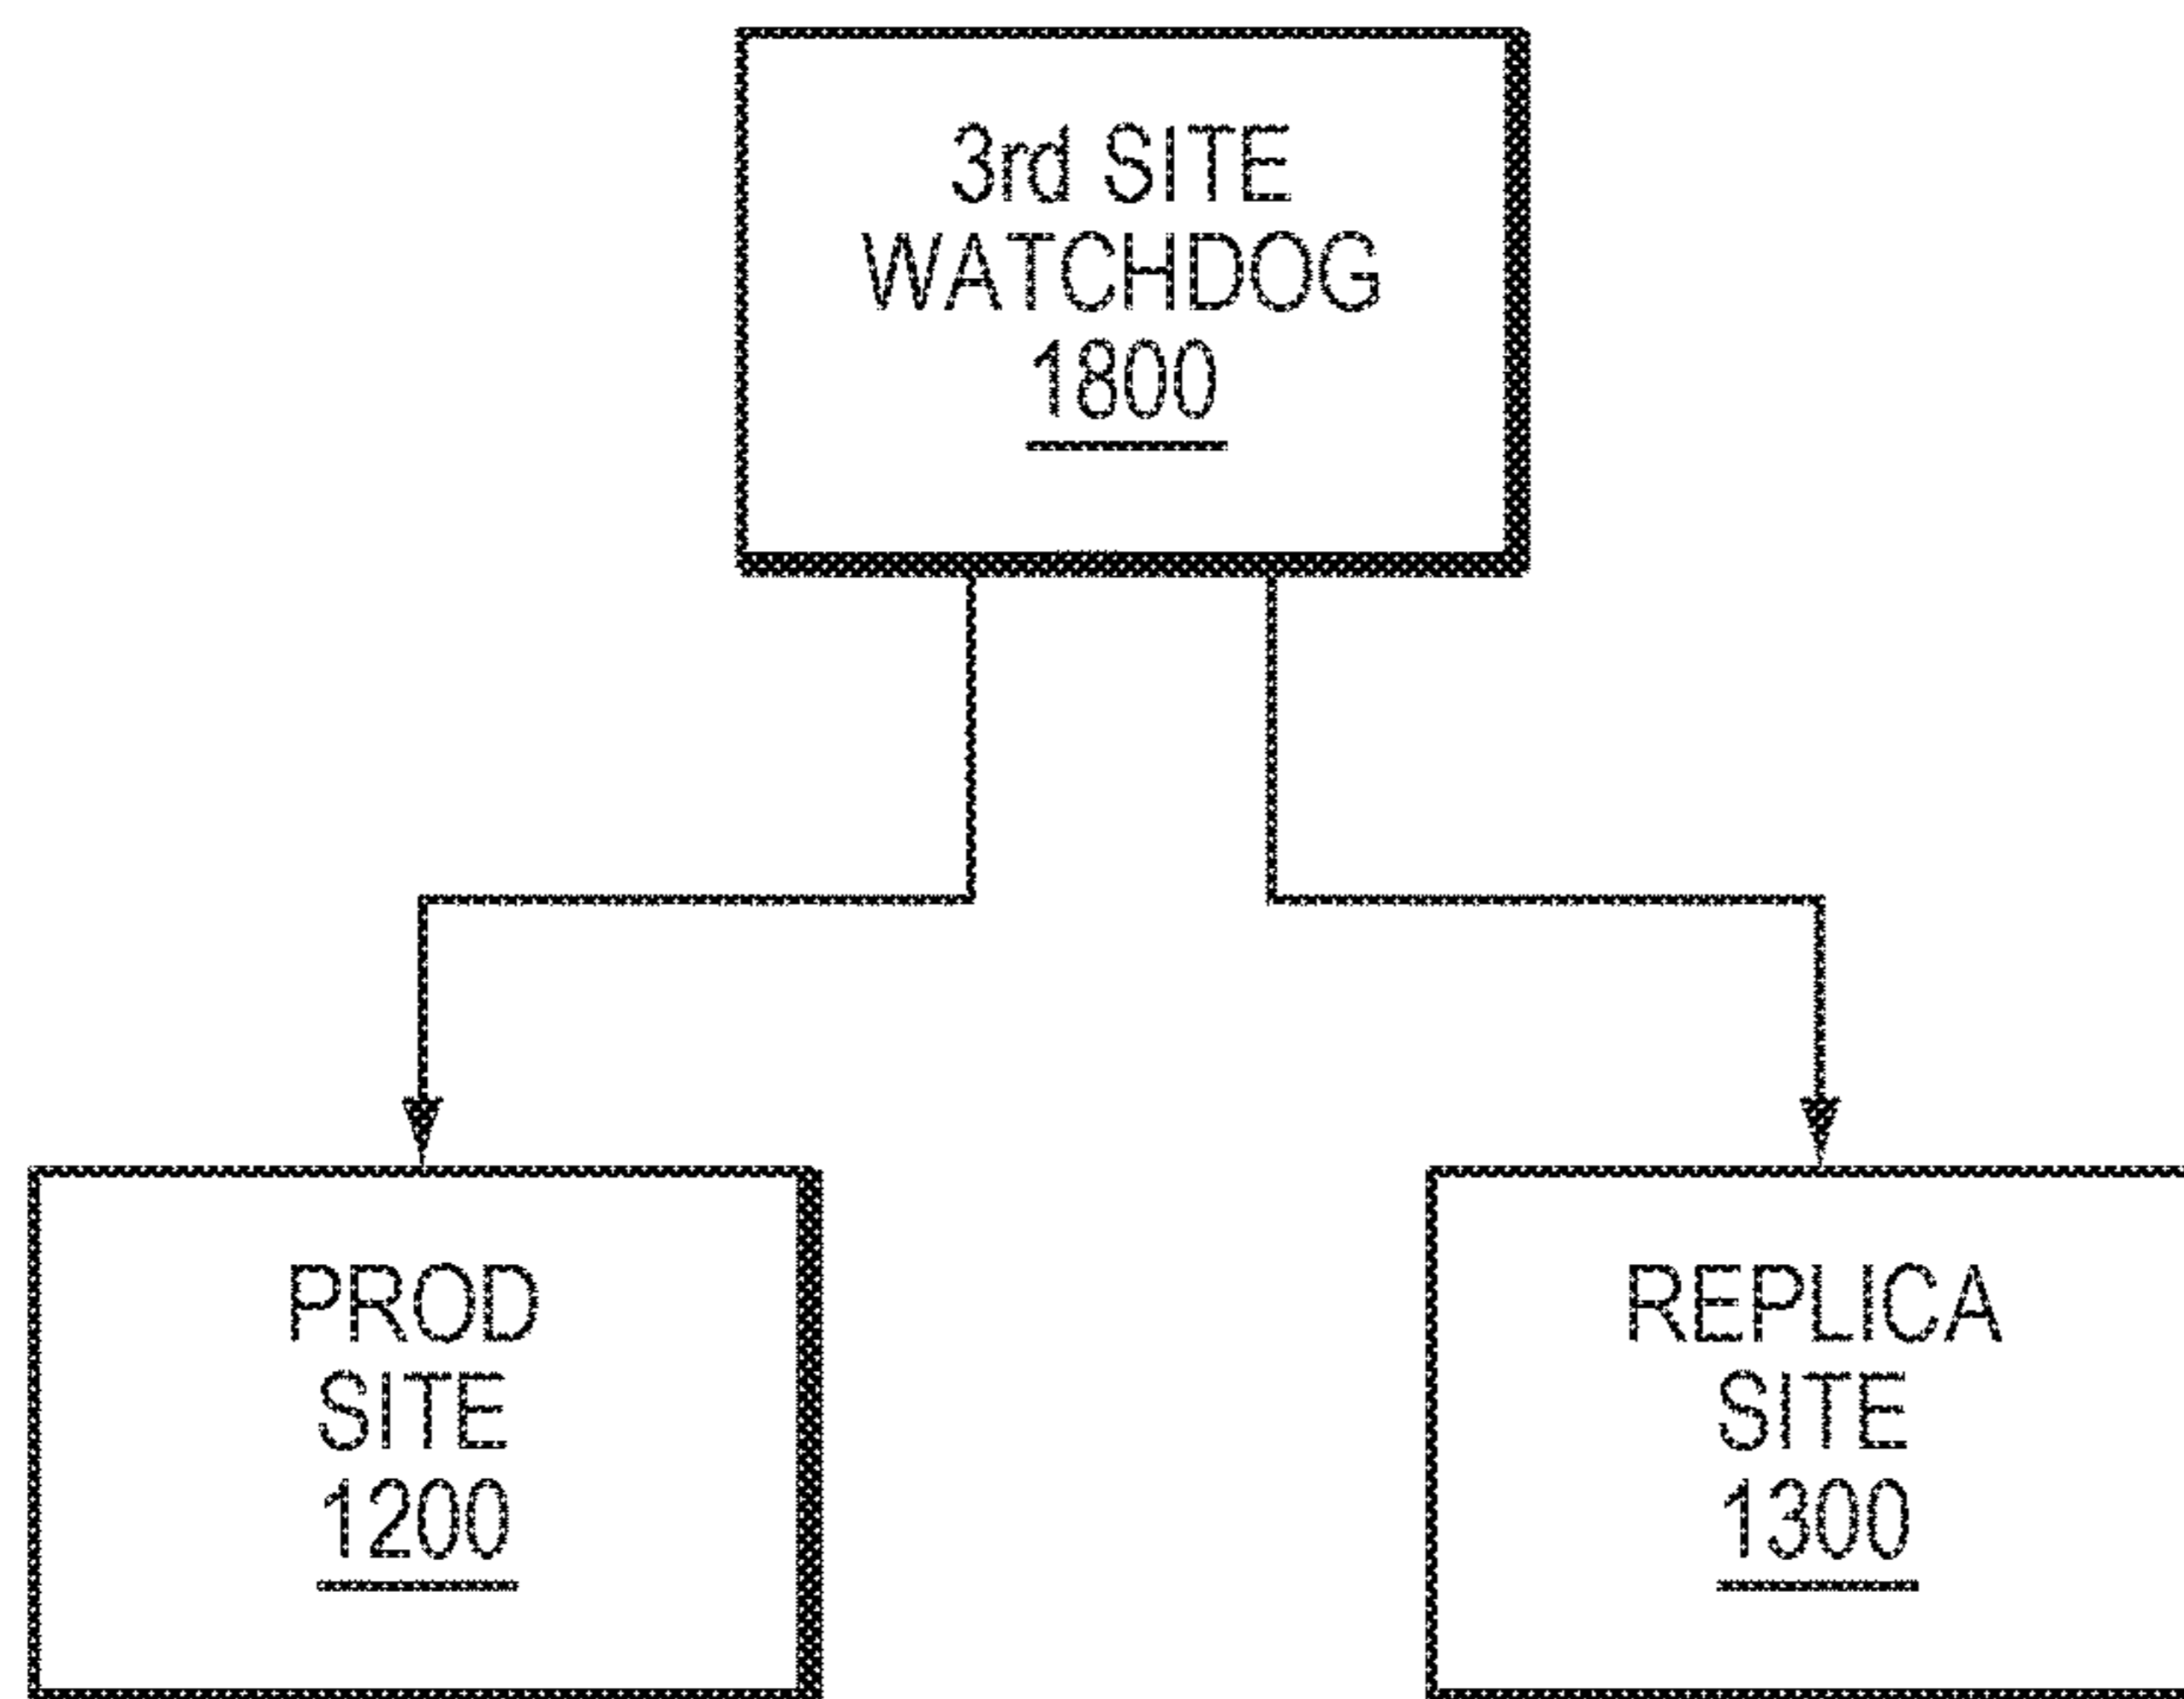 3rd SITE
WATCHDOG
1800
PROD
SITE
1200
REPLICA
SITE
1300